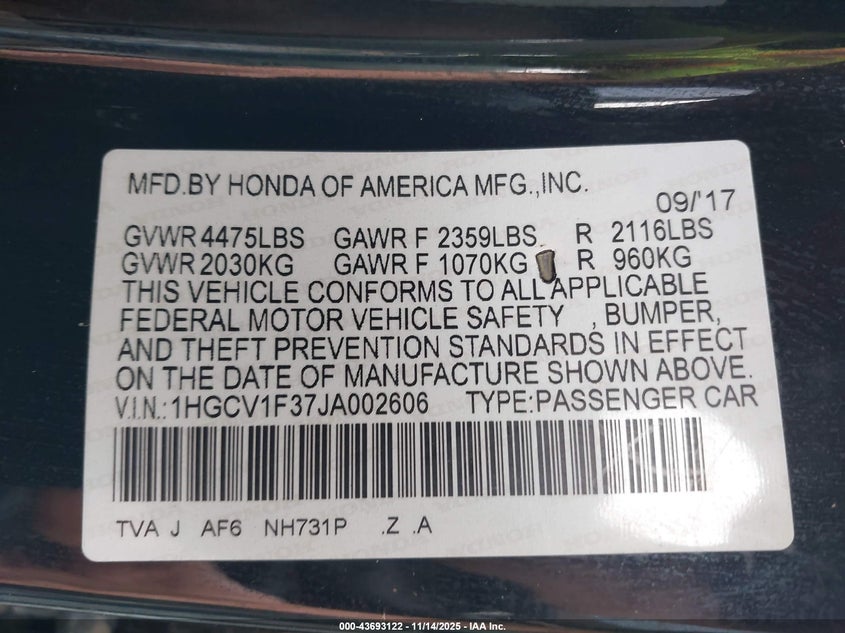 MFD.BY HONDA OF AMERICA MFG.,INC.
09/'17
GVWR 4475LBS GAWR F 2359LBS R 2116LBS
GVWR 2030KG GAWR F 1070KG R 960KG
THIS VEHICLE CONFORMS TO ALL APPLICABLE
FEDERAL MOTOR VEHICLE SAFETY , BUMPER,
AND THEFT PREVENTION STANDARDS IN EFFECT
ON THE DATE OF MANUFACTURE SHOWN ABOVE.
V.I.N.:1HGCV1F37JA002606 TYPE:PASSENGER CAR
TVA J AF6 NH731P .Z .A
000-43693122 - 11/14/2025 - IAA Inc.